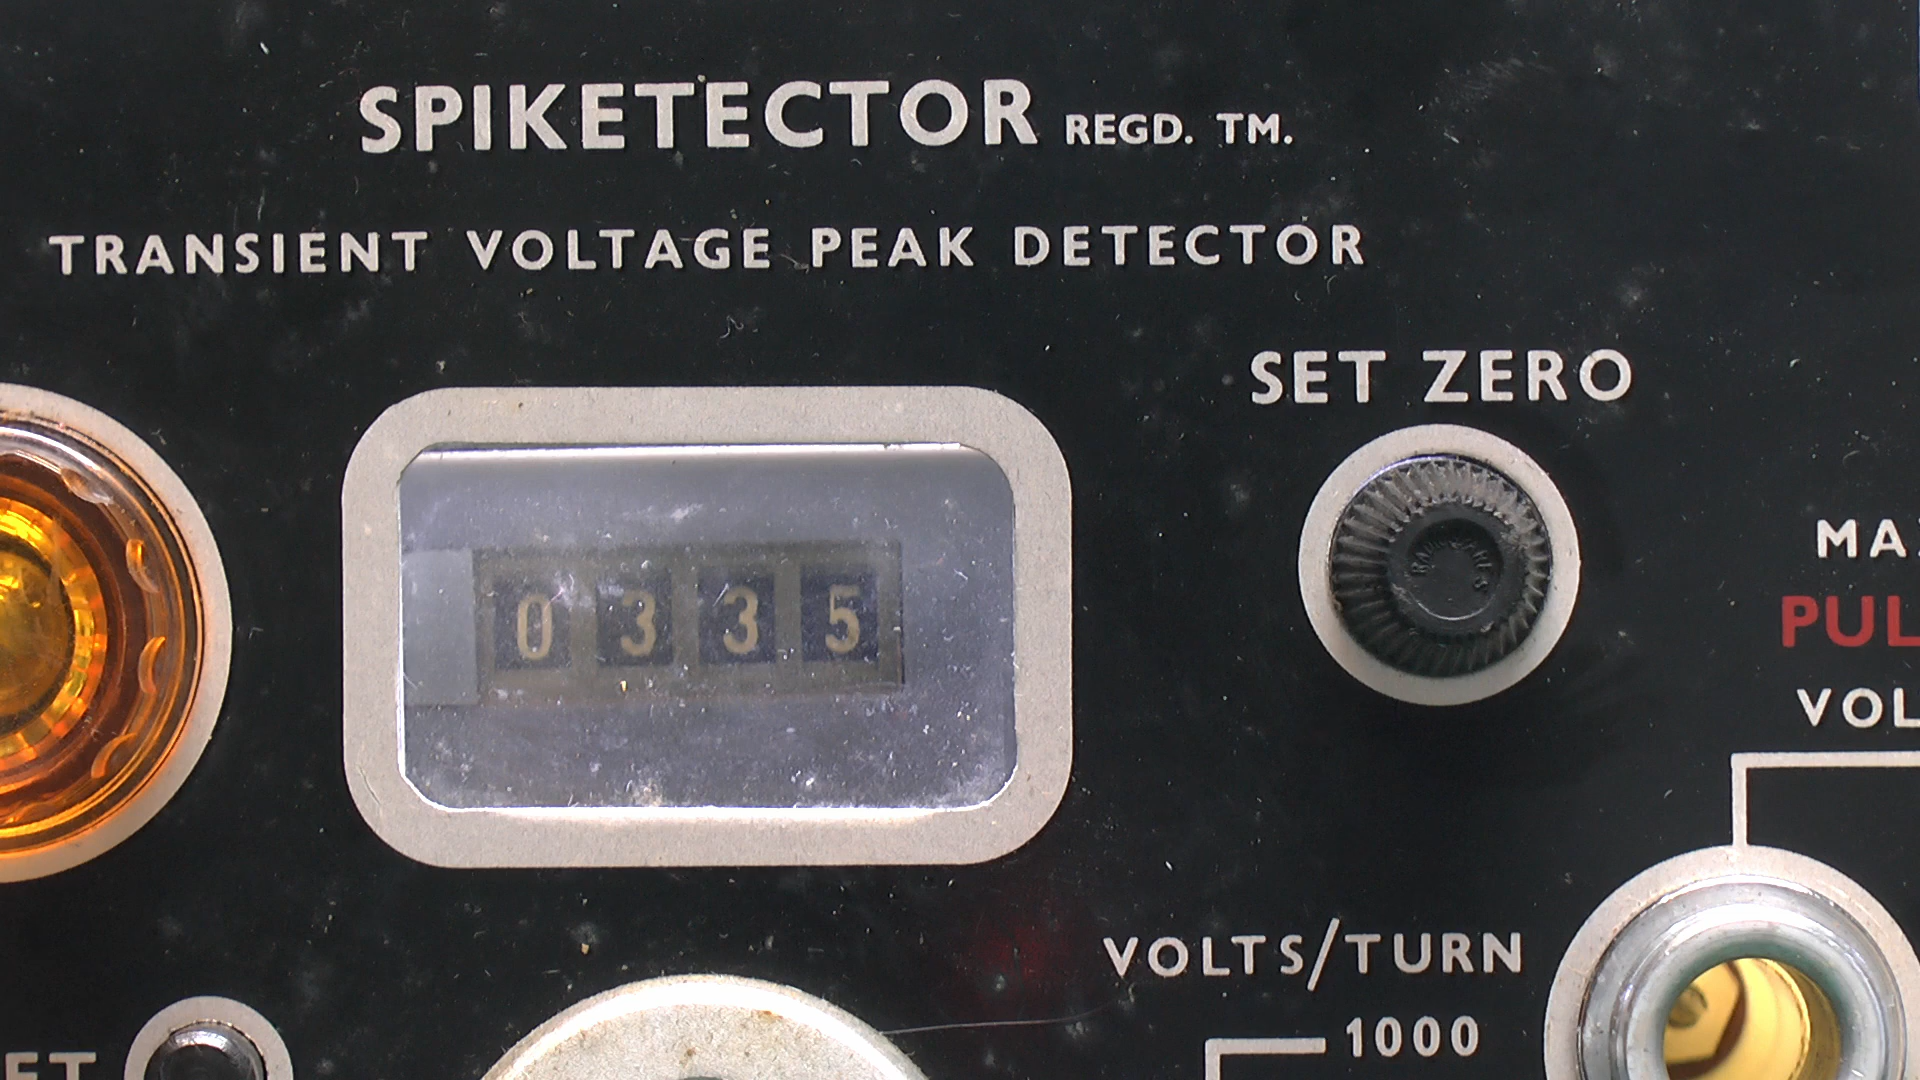 SPIKETECTOR REGD. TM.
TRANSIENT VOLTAGE PEAK DETECTOR
SET ZERO
0 3 3 5
MA
PUL
VOL
VOLTS/TURN
1000
ET